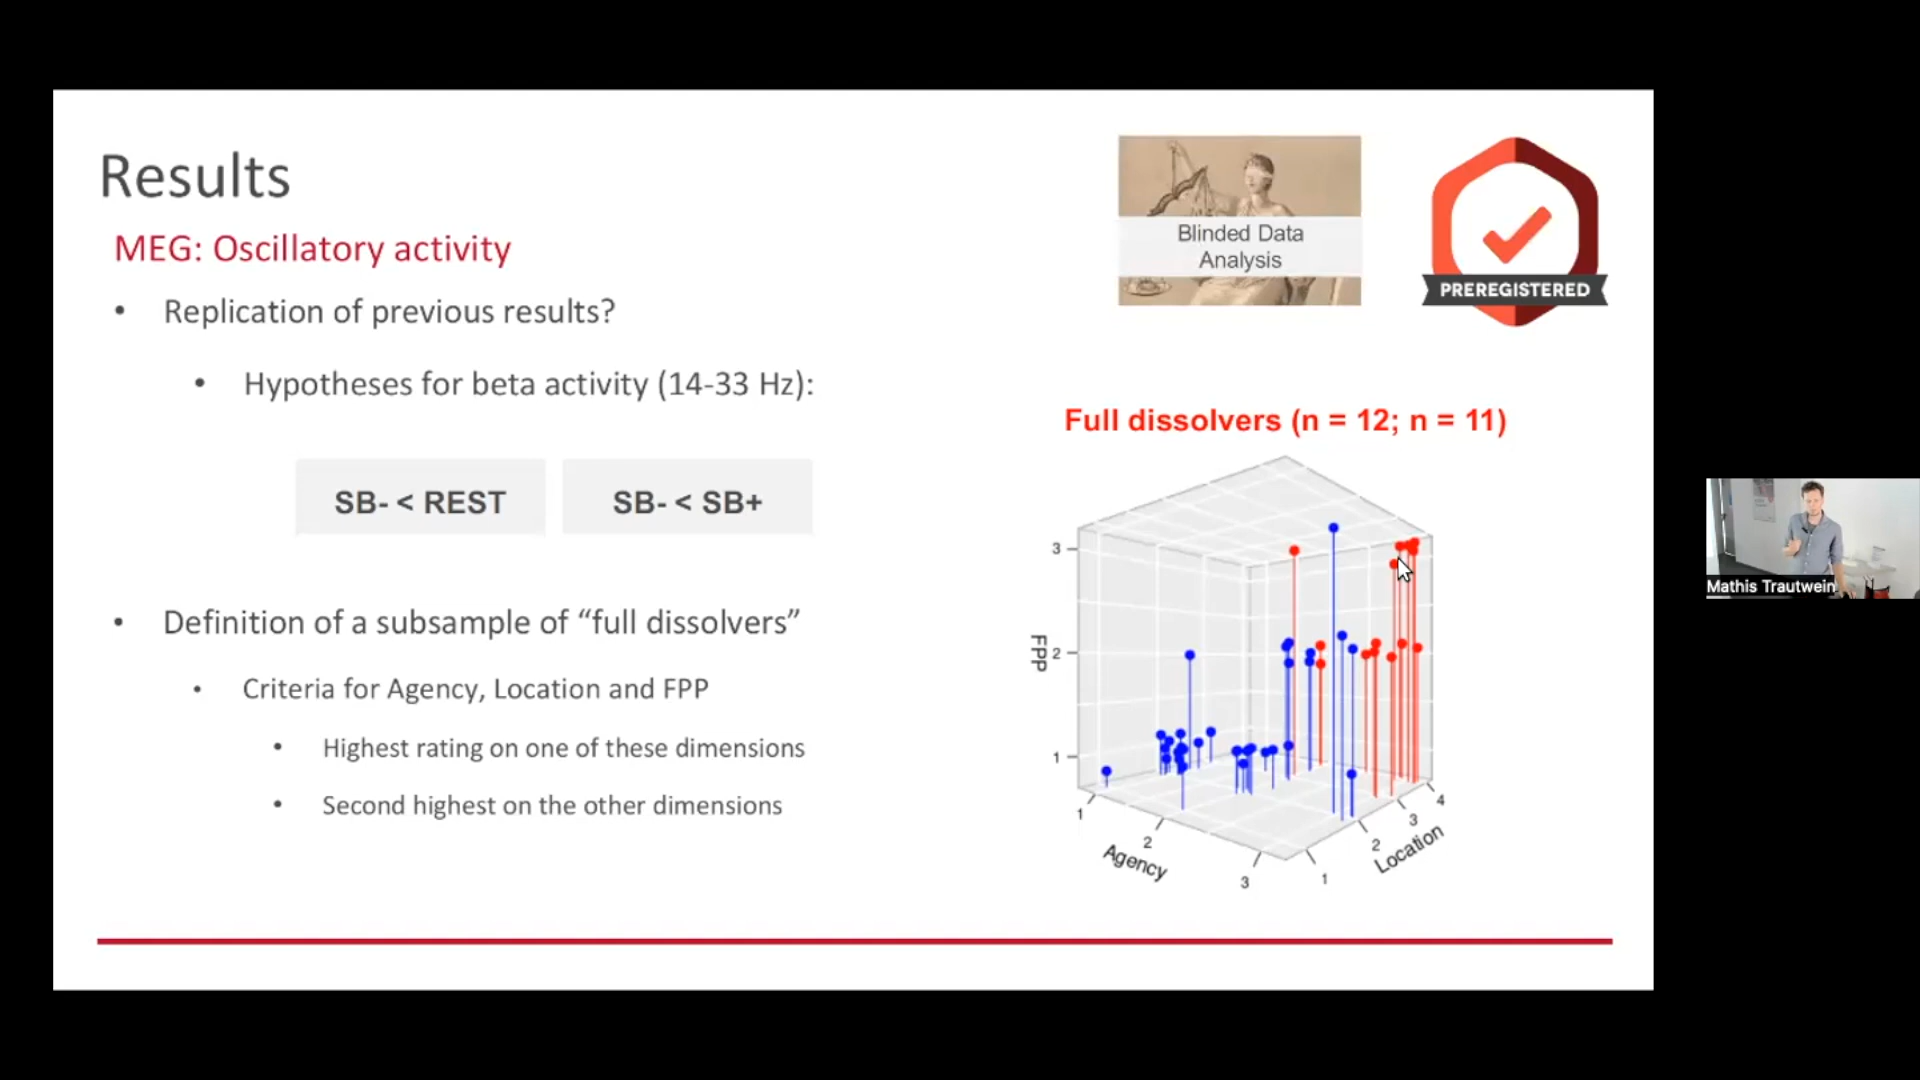 Results
MEG: Oscillatory activity
• Replication of previous results?
• Hypotheses for beta activity (14-33 Hz):
SB- < REST
SB- < SB+
• Definition of a subsample of “full dissolvers”
• Criteria for Agency, Location and FPP
• Highest rating on one of these dimensions
• Second highest on the other dimensions
Blinded Data
Analysis
PREREGISTERED
Full dissolvers (n = 12; n = 11)
3
2
1
FPP
1
2
3
Agency
1
2
3
4
Location
Mathis Trautwein